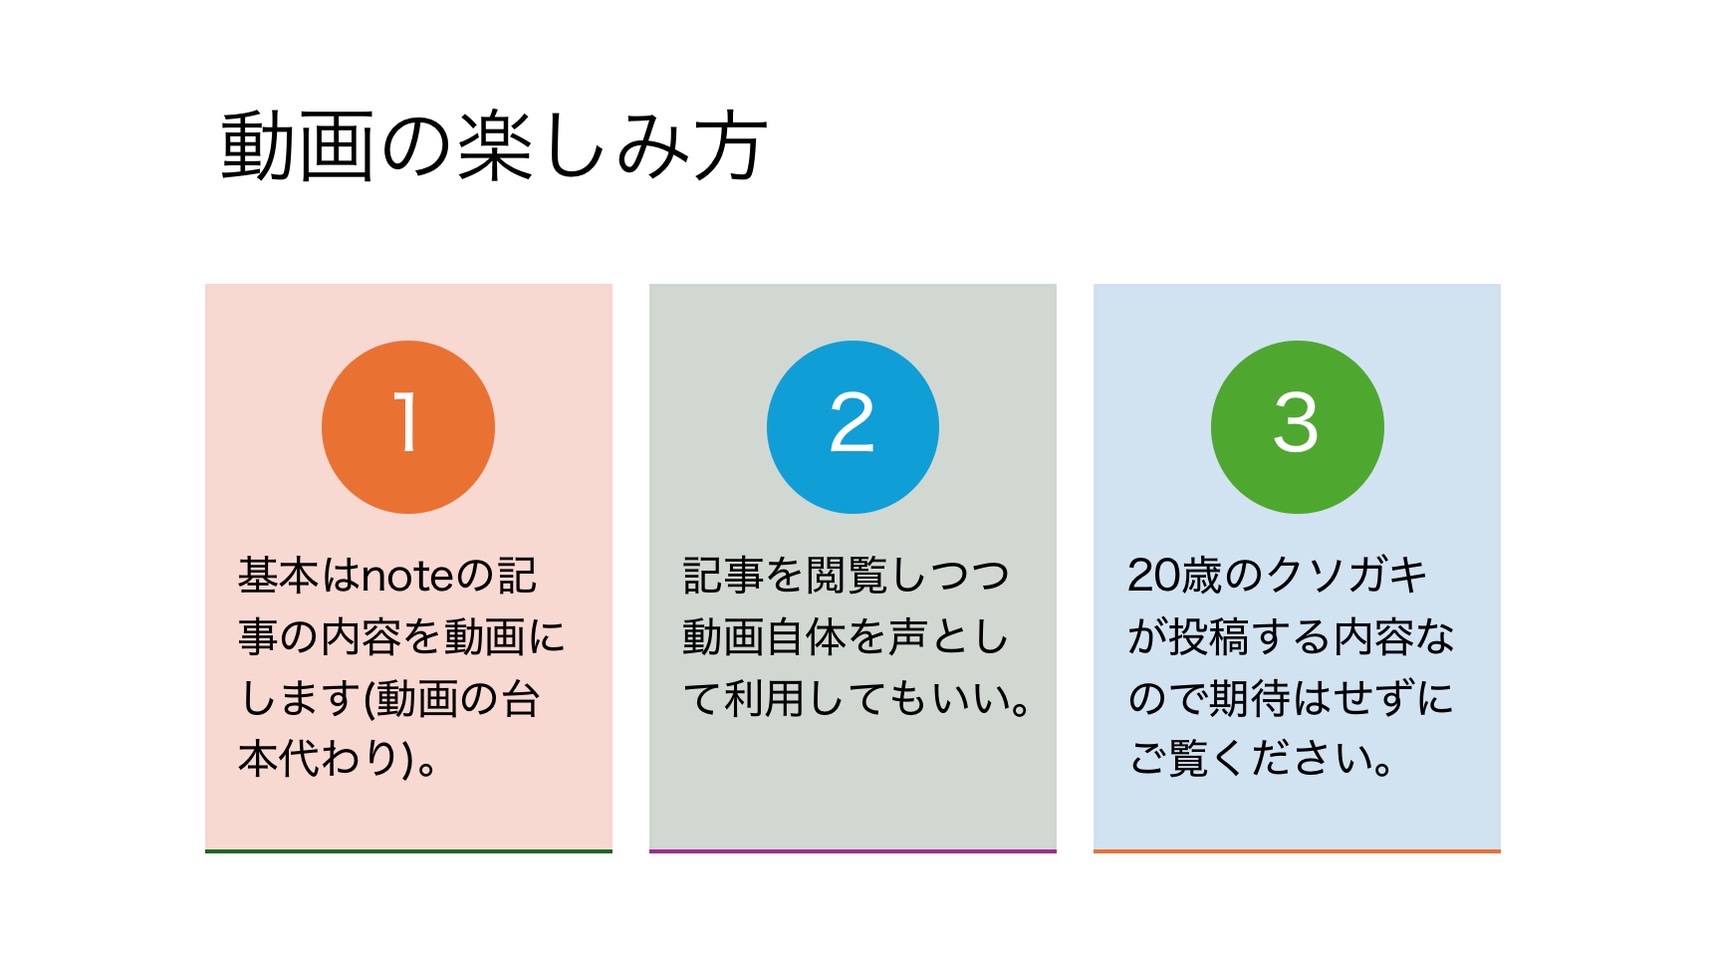 動画の楽しみ方
1
基本はnoteの記
事の内容を動画に
します(動画の台
本代わり)。
2
記事を閲覧しつつ
動画自体を声とし
て利用してもいい。
3
20歳のクソガキ
が投稿する内容な
ので期待はせずに
ご覧ください。